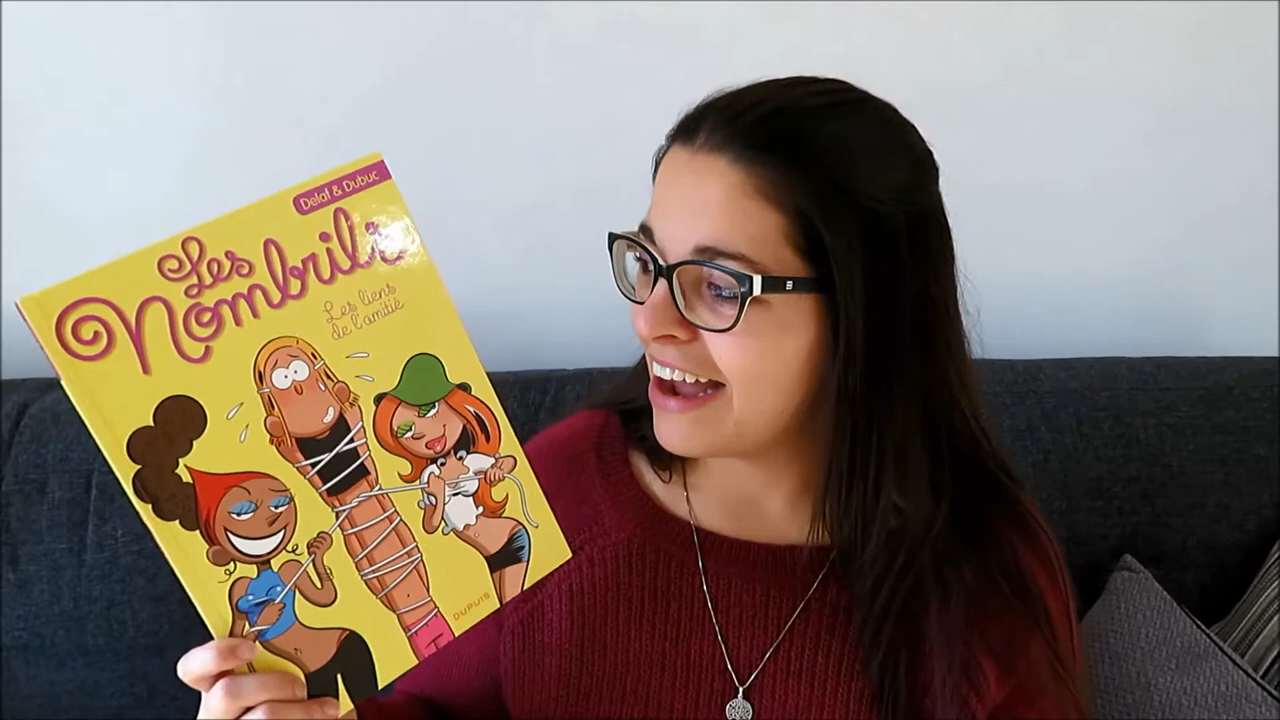 Delaf & Dubuc
Les
Nombrils
Les liens
de l'amitié
DUPUIS